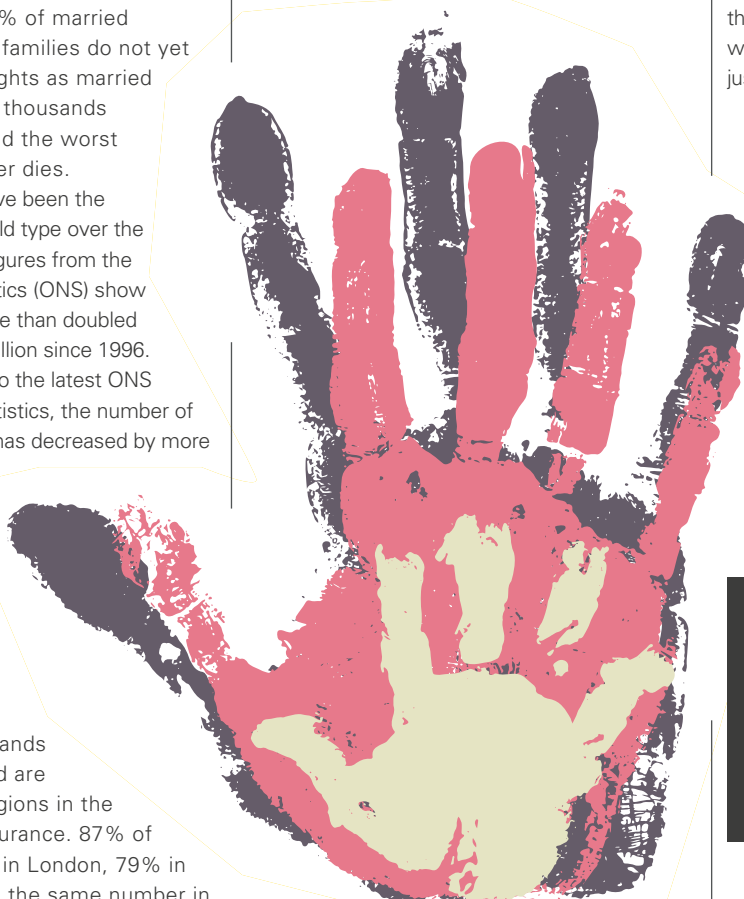 % of married
families do not yet
ghts as married
thousands
d the worst
er dies.
ve been the
ld type over the
gures from the
tics (ONS) show
e than doubled
llion since 1996.
o the latest ONS
tistics, the number of
has decreased by more
ands
d are
gions in the
urance. 87% of
in London, 79% in
the same number in
th
w
jus